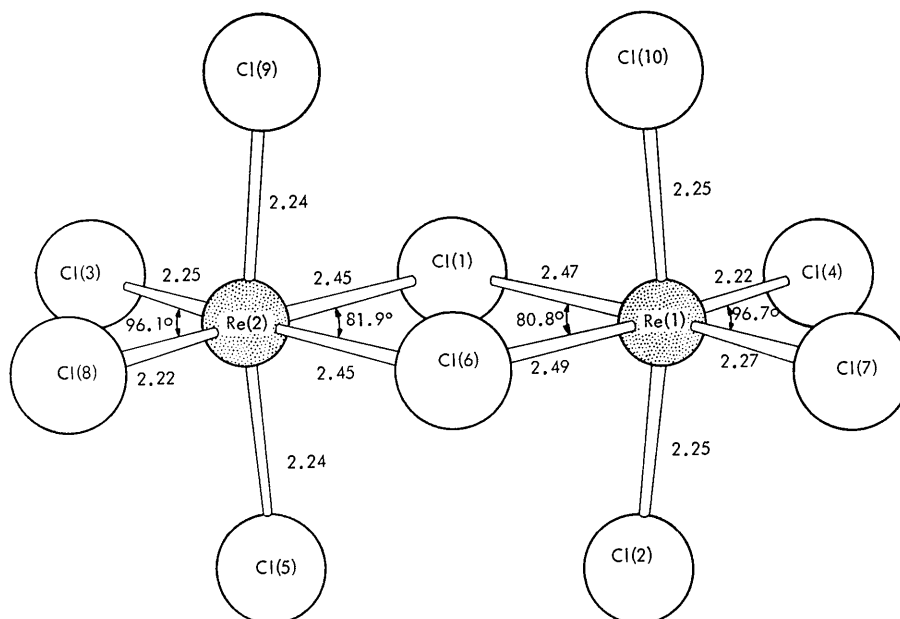 Cl(9)
Cl(10)
2.24
2.25
Cl(3)
2.25
2.45
Cl(1)
2.47
2.22
Cl(4)
96.1°
Re(2)
81.9°
80.8°
Re(1)
96.7°
Cl(8)
2.22
2.45
Cl(6)
2.49
2.27
Cl(7)
2.24
2.25
Cl(5)
Cl(2)